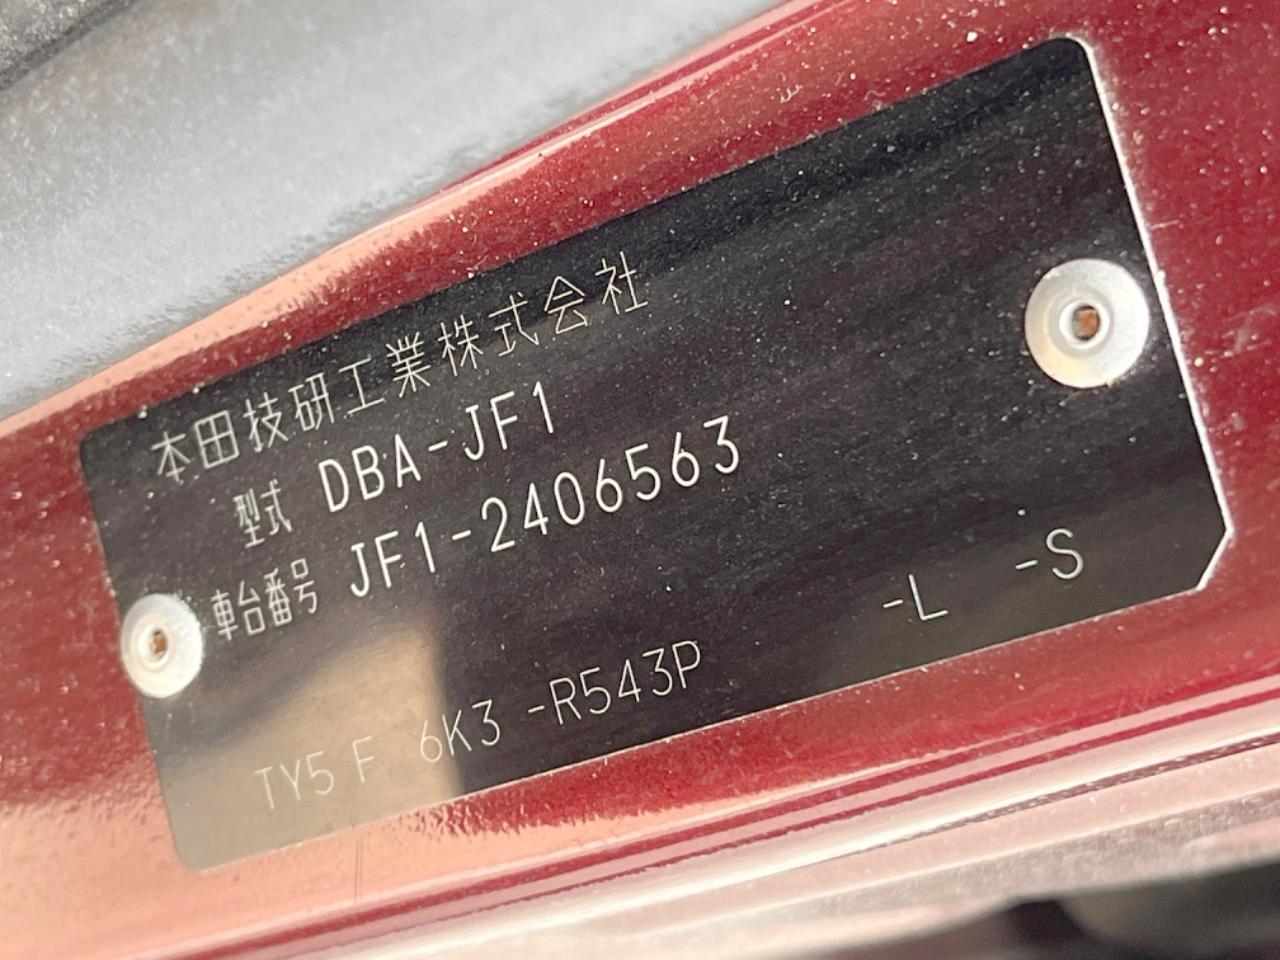 本田技研工業株式会社
型式 DBA-JF1
車台番号 JF1-2406563
TY5 F 6K3 -R543P -L -S